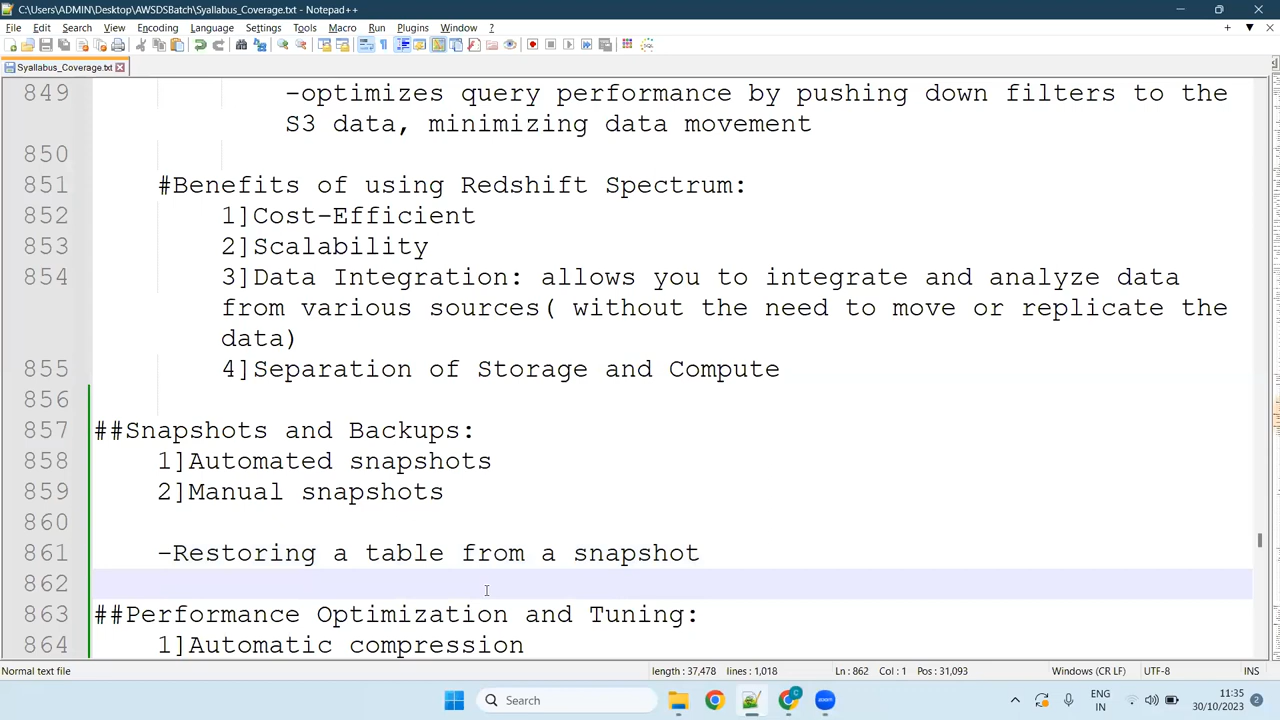 C:\Users\ADMIN\Desktop\AWSDSBatch\Syallabus_Coverage.txt - Notepad++
File Edit Search View Encoding Language Settings Tools Macro Run Plugins Window ?
Syallabus_Coverage.txt
849 -optimizes query performance by pushing down filters to the
S3 data, minimizing data movement
850
851 #Benefits of using Redshift Spectrum:
852 1]Cost-Efficient
853 2]Scalability
854 3]Data Integration: allows you to integrate and analyze data
from various sources( without the need to move or replicate the
data)
855 4]Separation of Storage and Compute
856
857 ##Snapshots and Backups:
858 1]Automated snapshots
859 2]Manual snapshots
860
861 -Restoring a table from a snapshot
862
863 ##Performance Optimization and Tuning:
864 1]Automatic compression
Normal text file length : 37,478 lines : 1,018 Ln : 862 Col : 1 Pos : 31,093 Windows (CR LF) UTF-8 INS
Search
ENG
IN
11:35
30/10/2023
2